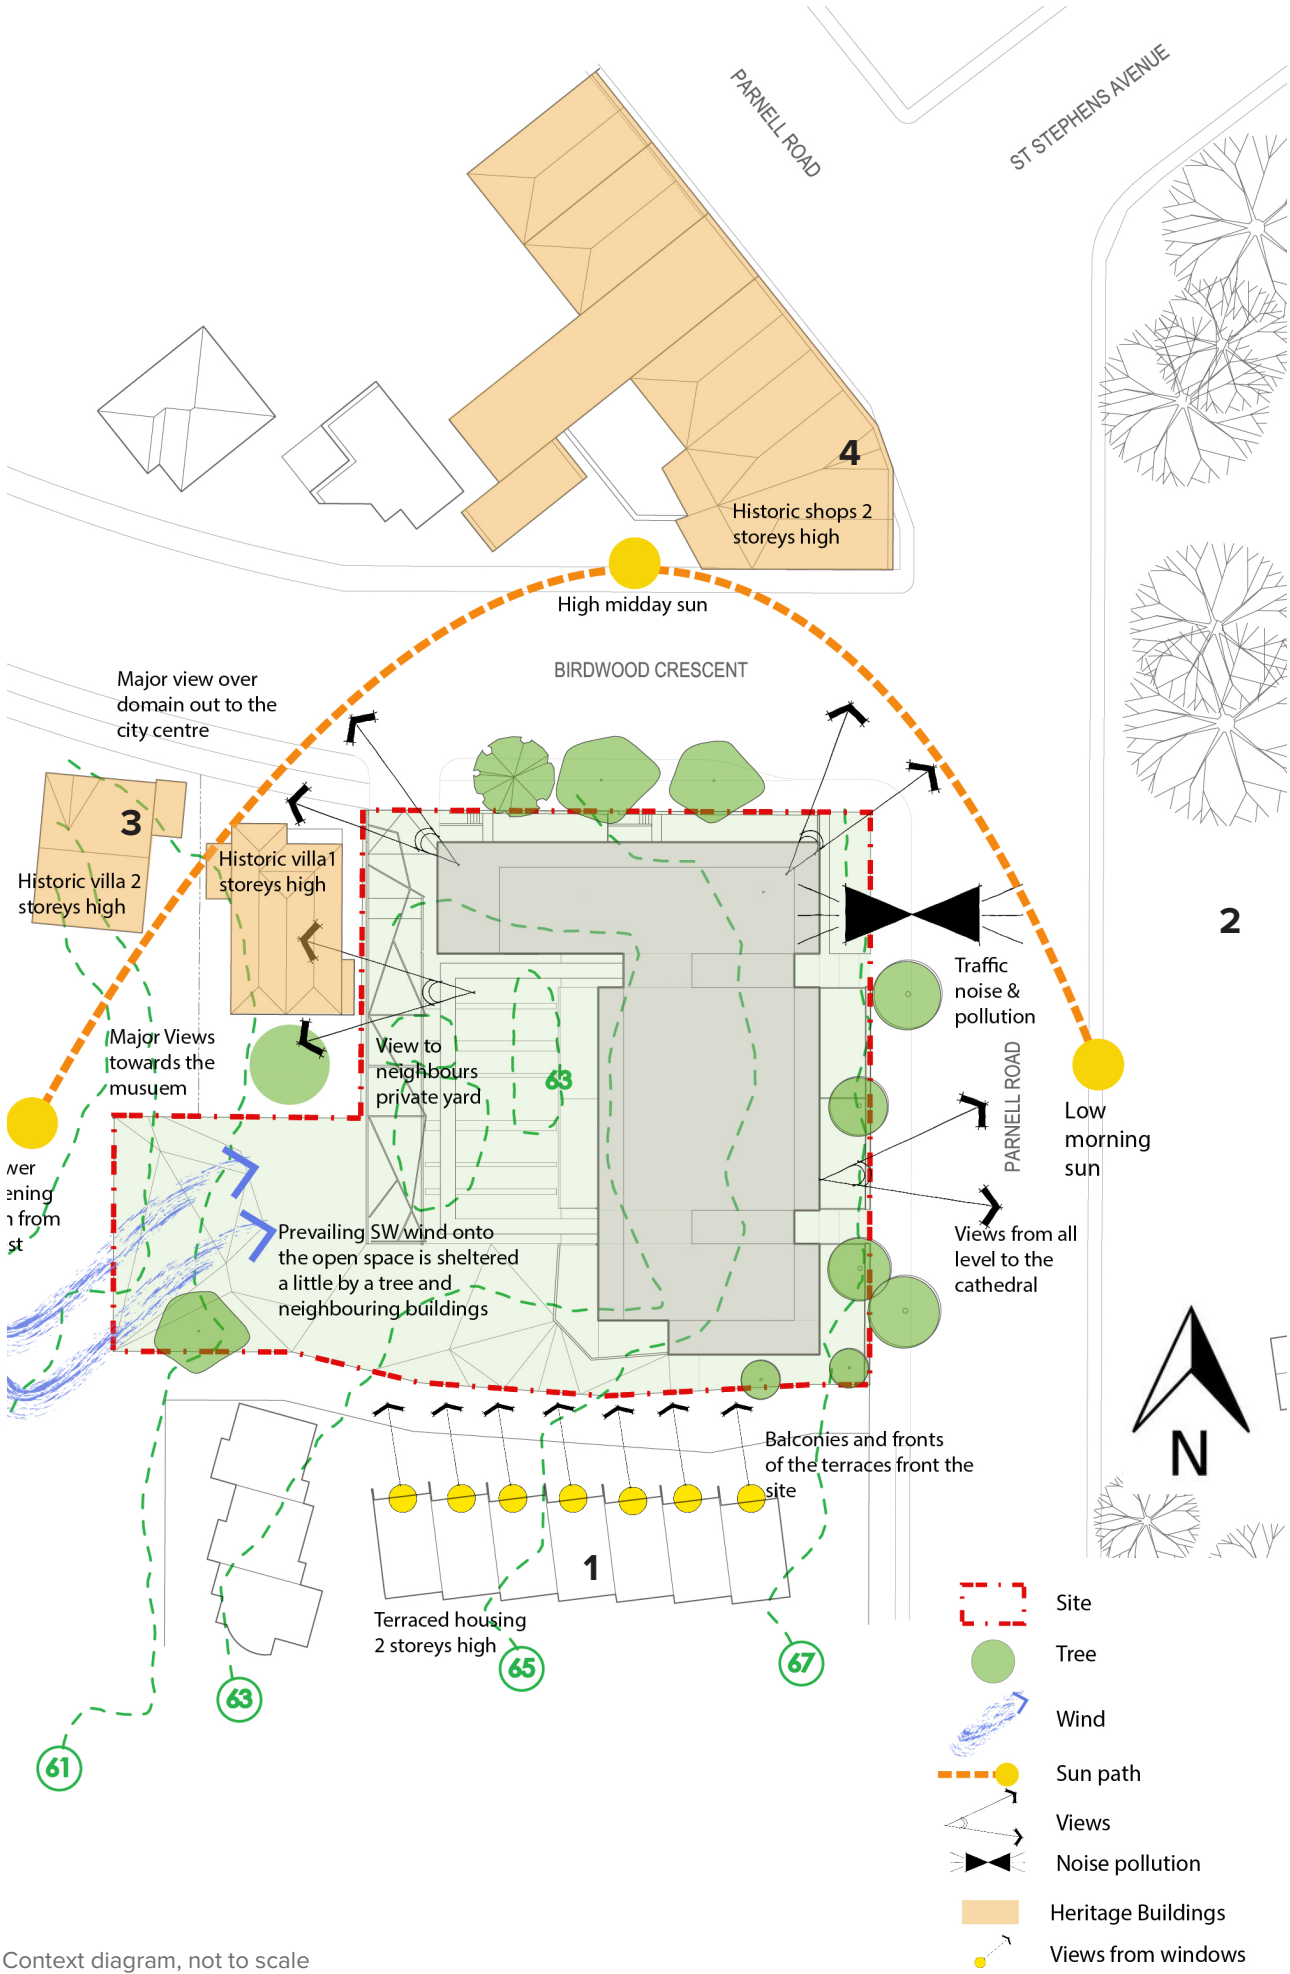 PARNELL ROAD
ST STEPHENS AVENUE
4
Historic shops 2
storeys high
High midday sun
BIRDWOOD CRESCENT
Major view over
domain out to the
city centre
3
Historic villa 2
storeys high
Historic villa1
storeys high
2
Traffic
noise &
pollution
Major Views
towards the
musuem
View to
neighbours
private yard
63
PARNELL ROAD
Low
morning
sun
from
Prevailing SW wind onto
the open space is sheltered
a little by a tree and
neighbouring buildings
Views from all
level to the
cathedral
N
Balconies and fronts
of the terraces front the
site
1
Terraced housing
2 storeys high
65
67
63
61
Site
Tree
Wind
Sun path
Views
Noise pollution
Heritage Buildings
Views from windows
Context diagram, not to scale